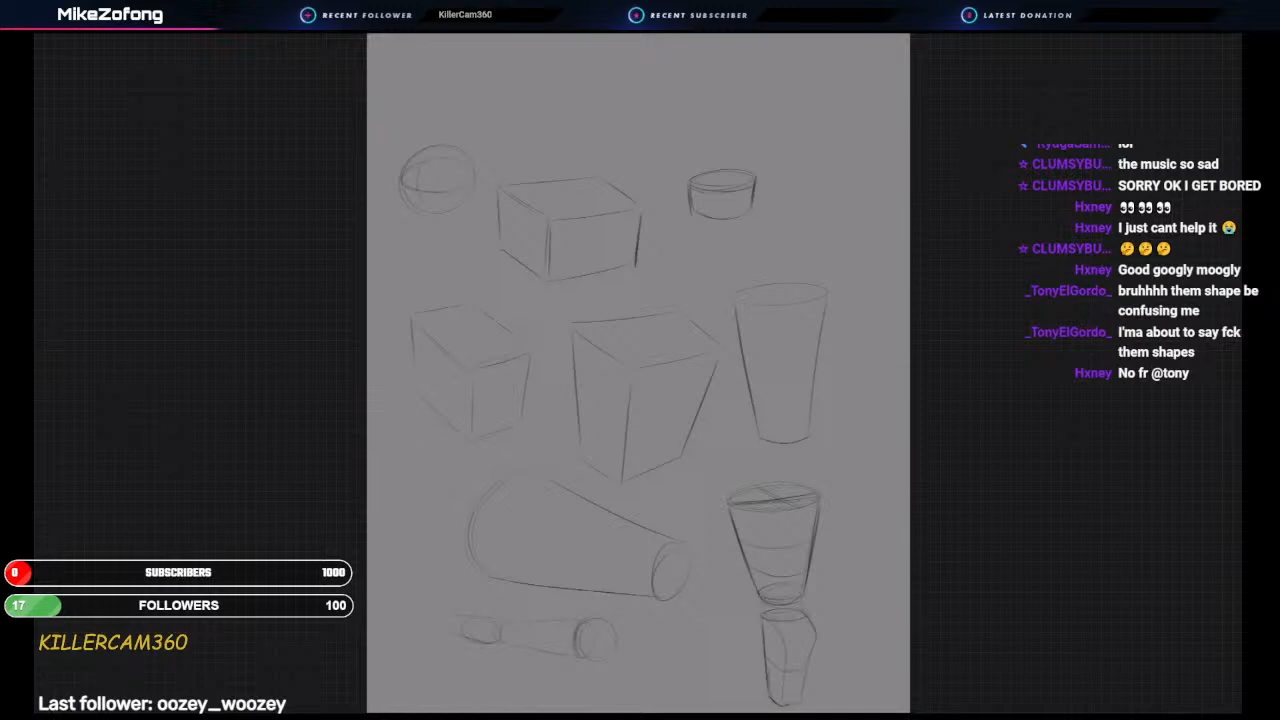 MikeZofong
RECENT FOLLOWER
KillerCam360
RECENT SUBSCRIBER
LATEST DONATION
lol
CLUMSYBU... the music so sad
CLUMSYBU... SORRY OK I GET BORED
Hxney 👀 👀 👀
Hxney I just cant help it 😭
CLUMSYBU... 🤔 🤔 🤔
Hxney Good googly moogly
_TonyElGordo_ bruhhhh them shape be
confusing me
_TonyElGordo_ I'ma about to say fck
them shapes
Hxney No fr @tony
0 SUBSCRIBERS 1000
17 FOLLOWERS 100
KILLERCAM360
Last follower: oozey_woozey